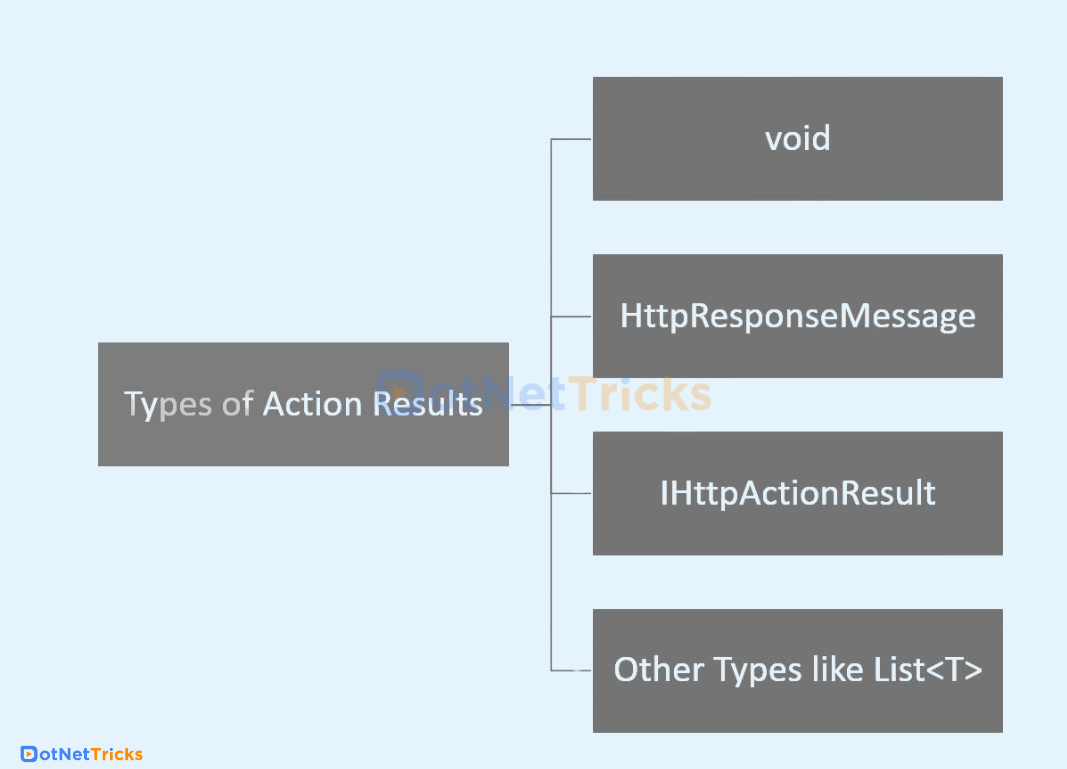 void
HttpResponseMessage
Types of Action Results
DotNetTricks
IHttpActionResult
Other Types like List<T>
DotNetTricks